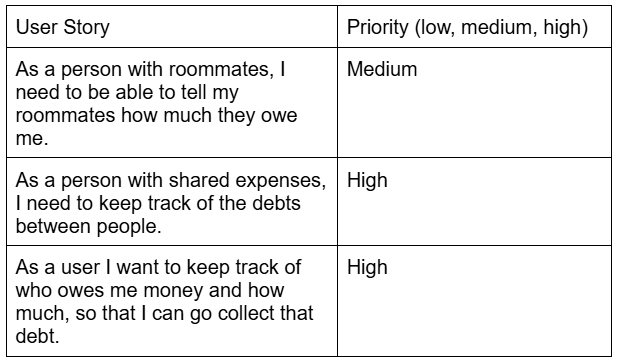 User Story
Priority (low, medium, high)
As a person with roommates, I
need to be able to tell my
roommates how much they owe
me.
Medium
As a person with shared expenses,
I need to keep track of the debts
between people.
High
As a user I want to keep track of
who owes me money and how
much, so that I can go collect that
debt.
High